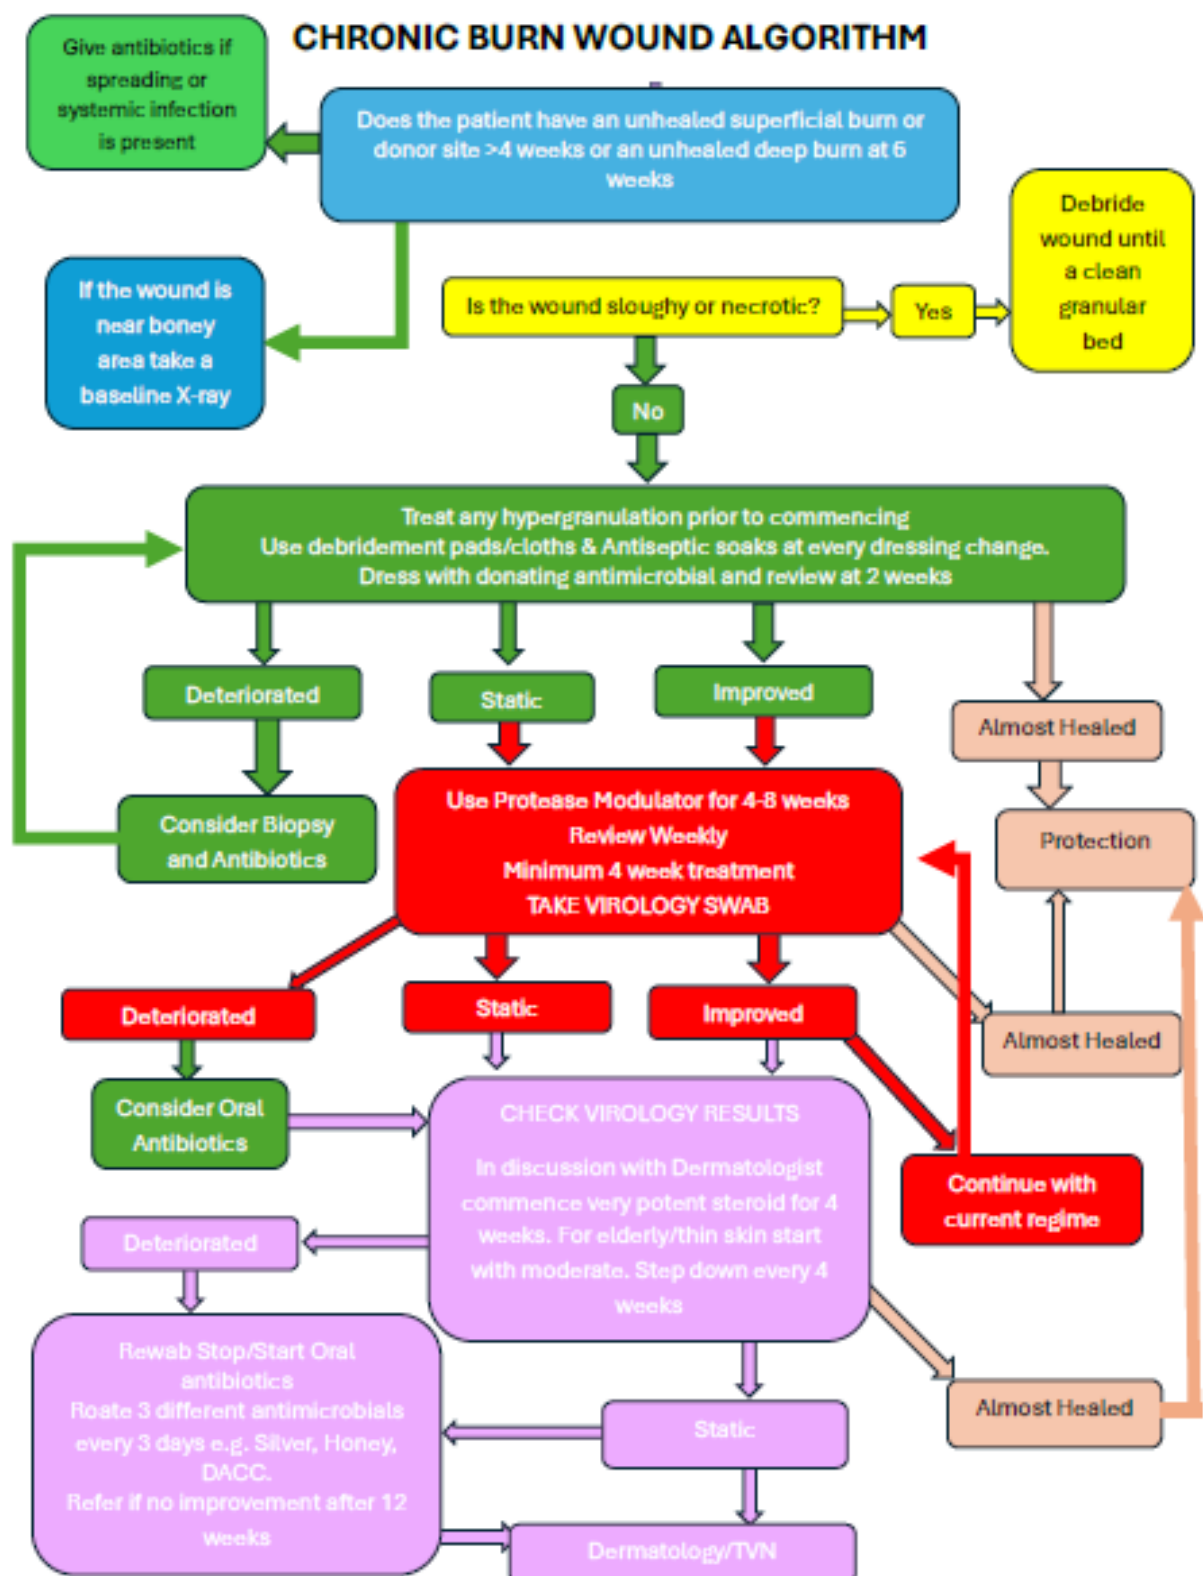 CHRONIC BURN WOUND ALGORITHM
Give antibiotics if
spreading or
systemic infection
is present
Does the patient have an unhealed superficial burn or
donor site >4 weeks or an unhealed deep burn at 6
weeks
If the wound is
near boney
area take a
baseline X-ray
Is the wound sloughy or necrotic?
Yes
Debride
wound until
a clean
granular
bed
No
Treat any hypergranulation prior to commencing
Use debridement pads/cloths & Antiseptic soaks at every dressing change.
Dress with donating antimicrobial and review at 2 weeks
Deteriorated
Static
Improved
Almost Healed
Consider Biopsy
and Antibiotics
Use Protease Modulator for 4-8 weeks
Review Weekly
Minimum 4 week treatment
TAKE VIROLOGY SWAB
Protection
Deteriorated
Static
Improved
Almost Healed
Consider Oral
Antibiotics
CHECK VIROLOGY RESULTS
In discussion with Dermatologist
commence very potent steroid for 4
weeks. For elderly/thin skin start
with moderate. Step down every 4
weeks
Continue with
current regime
Deteriorated
Rewab Stop/Start Oral
antibiotics
Roate 3 different antimicrobials
every 3 days e.g. Silver, Honey,
DACC.
Refer if no improvement after 12
weeks
Static
Almost Healed
Dermatology/TVN